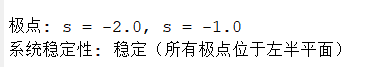 极点: s = -2.0, s = -1.0
系统稳定性: 稳定（所有极点位于左半平面）